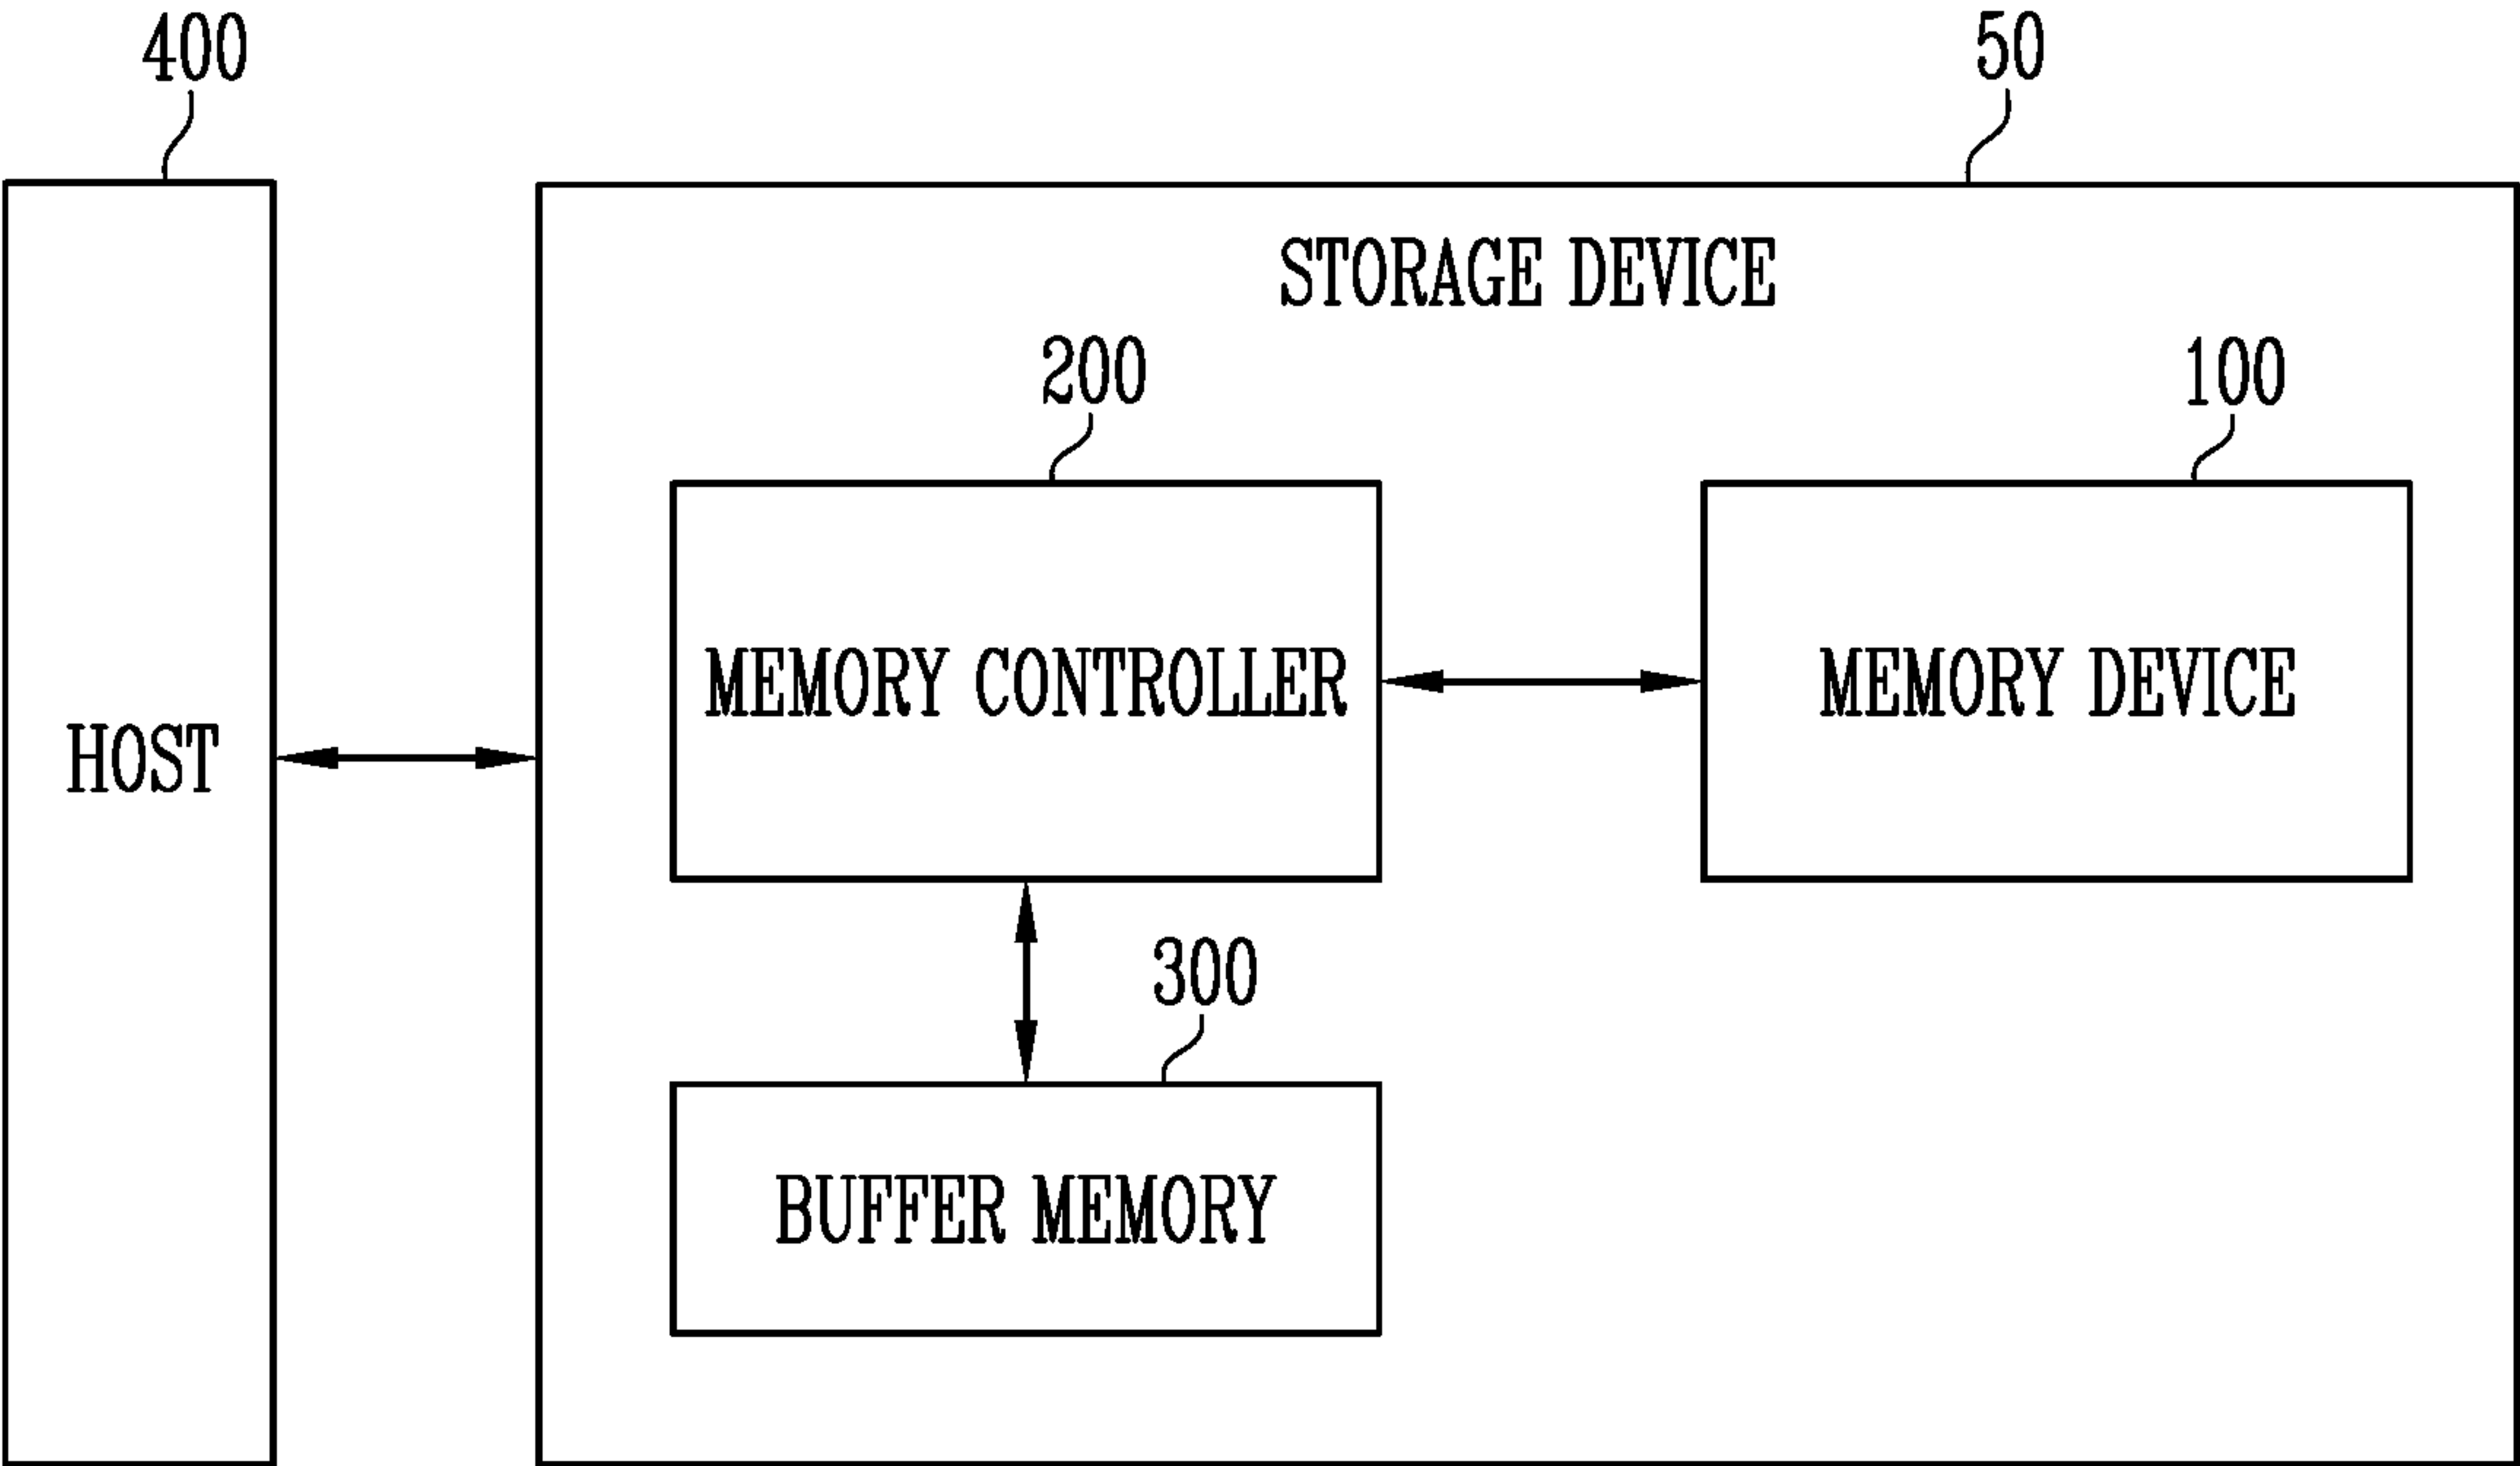 400
50
STORAGE DEVICE
200
100
MEMORY CONTROLLER
MEMORY DEVICE
HOST
300
BUFFER MEMORY